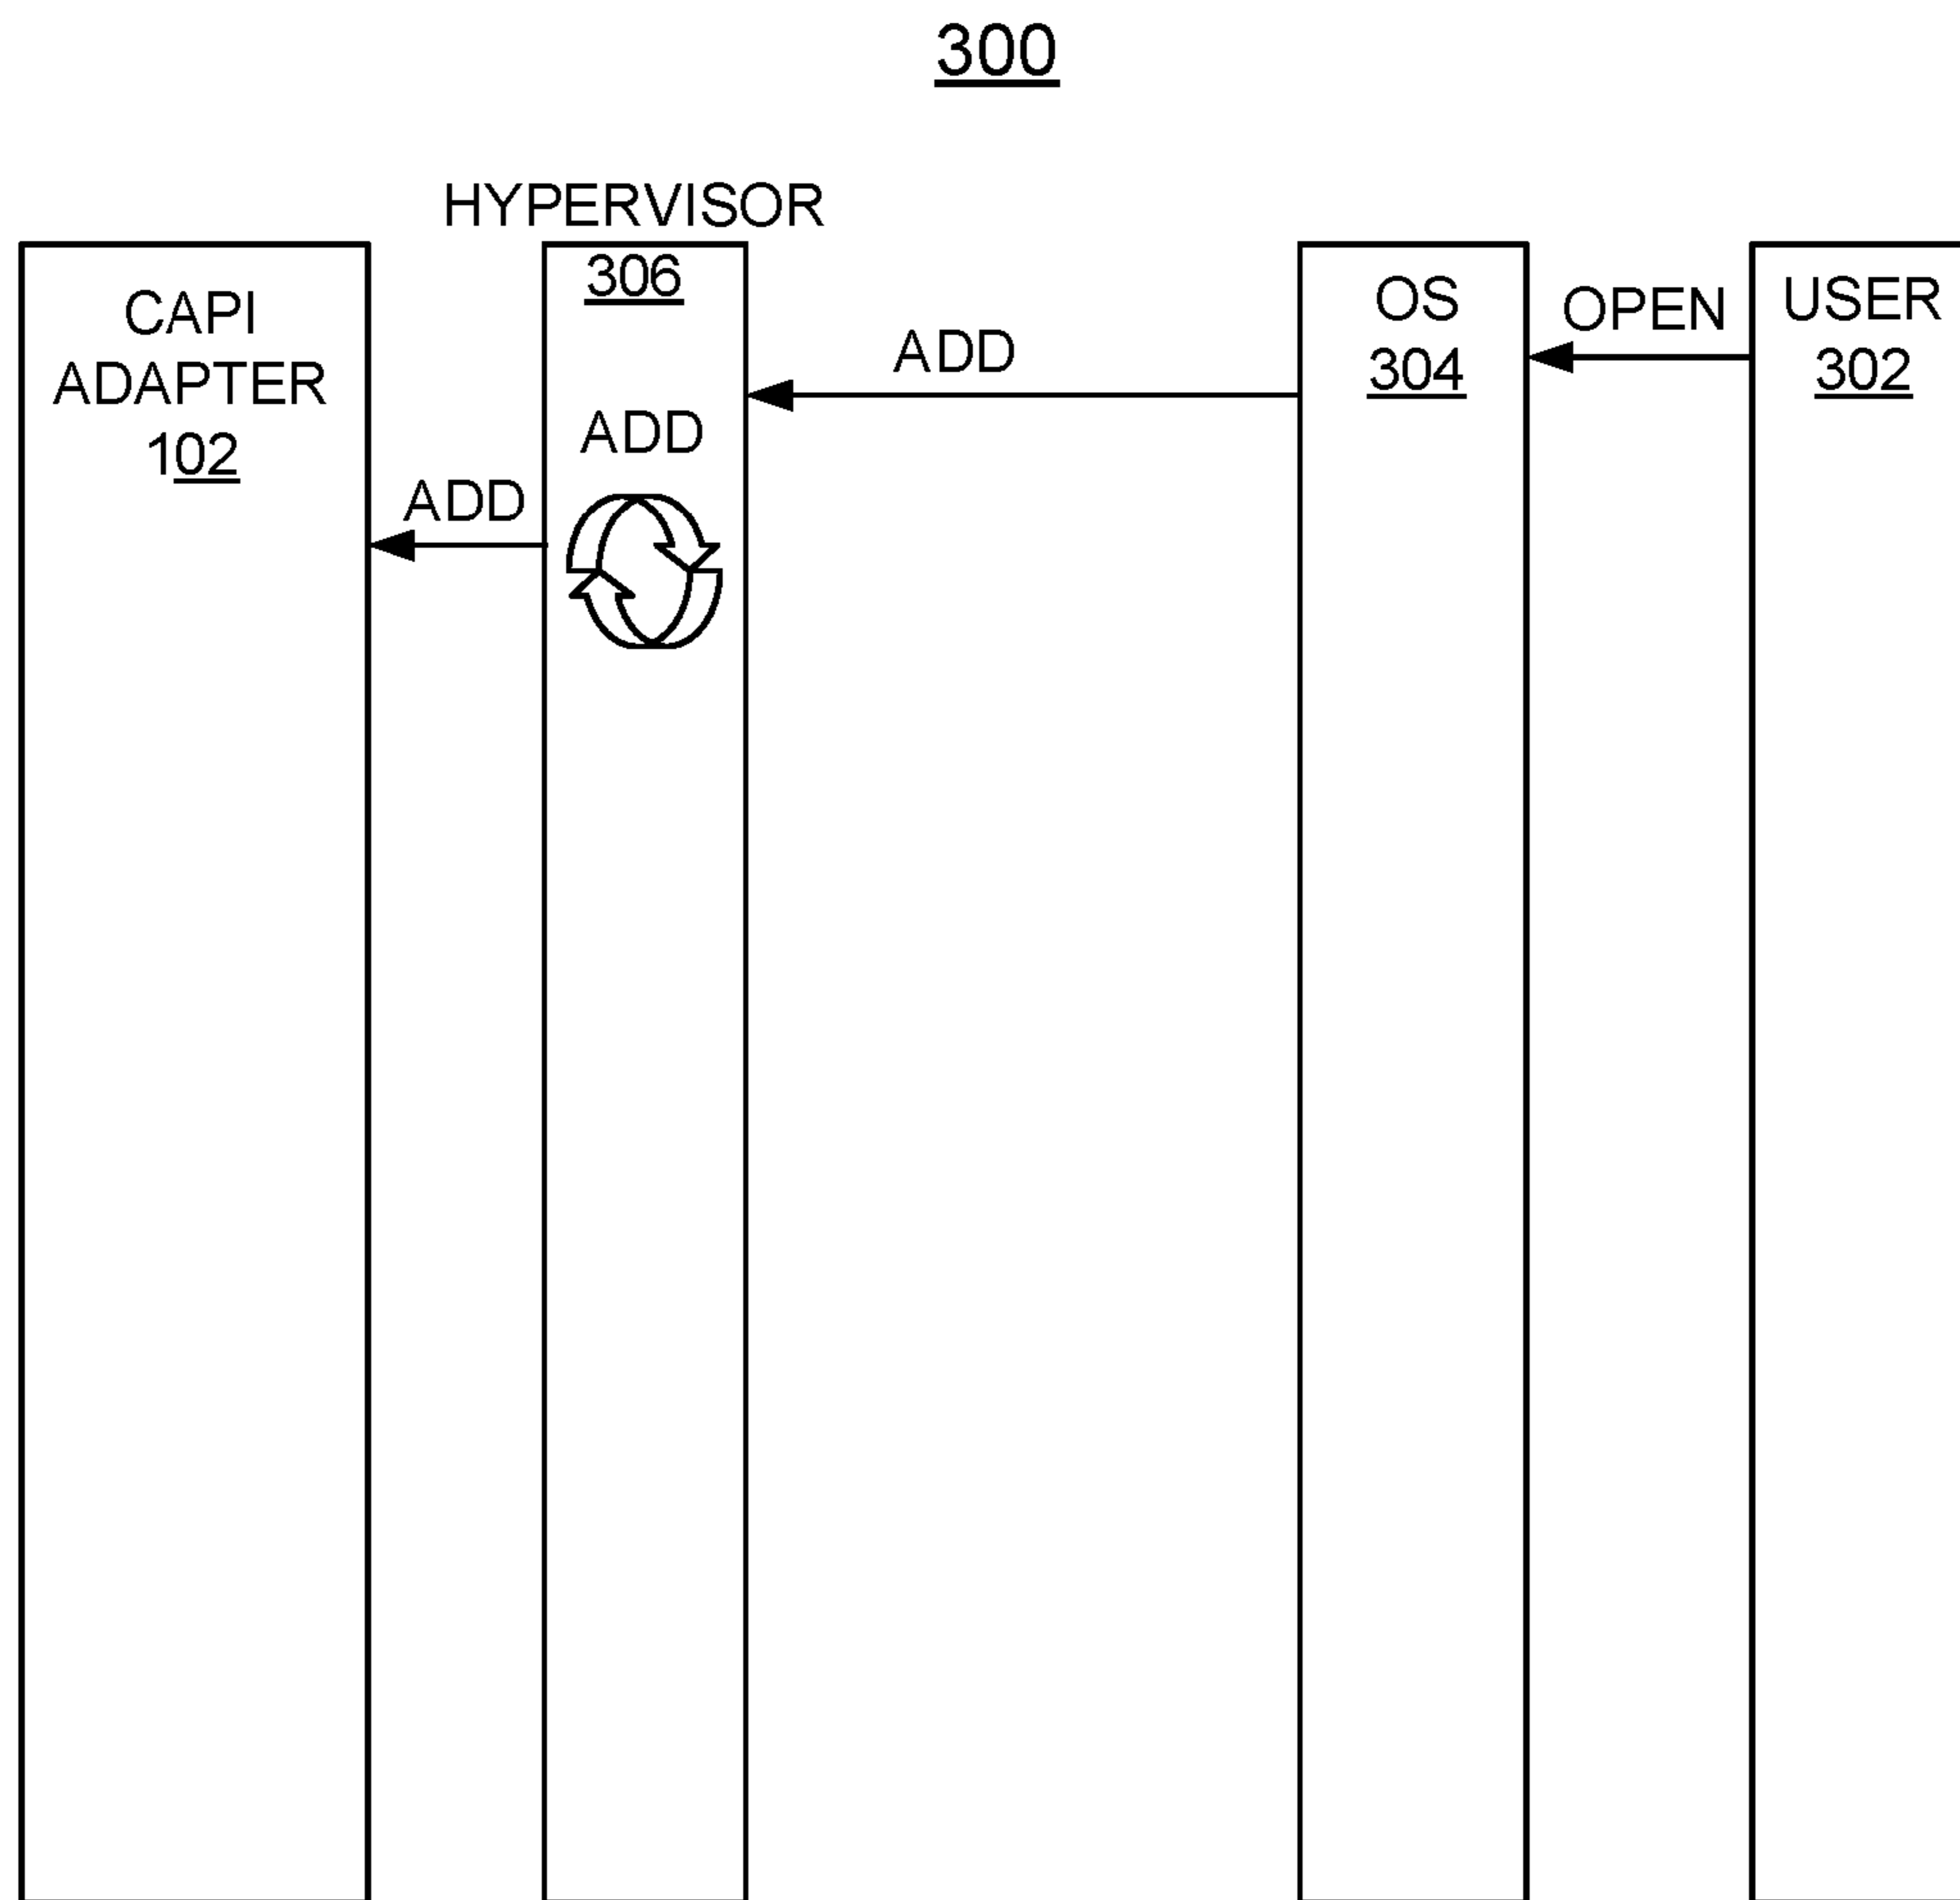 300
HYPERVISOR
306
CAPI
ADAPTER
102
OS
304
OPEN
USER
302
ADD
ADD
ADD